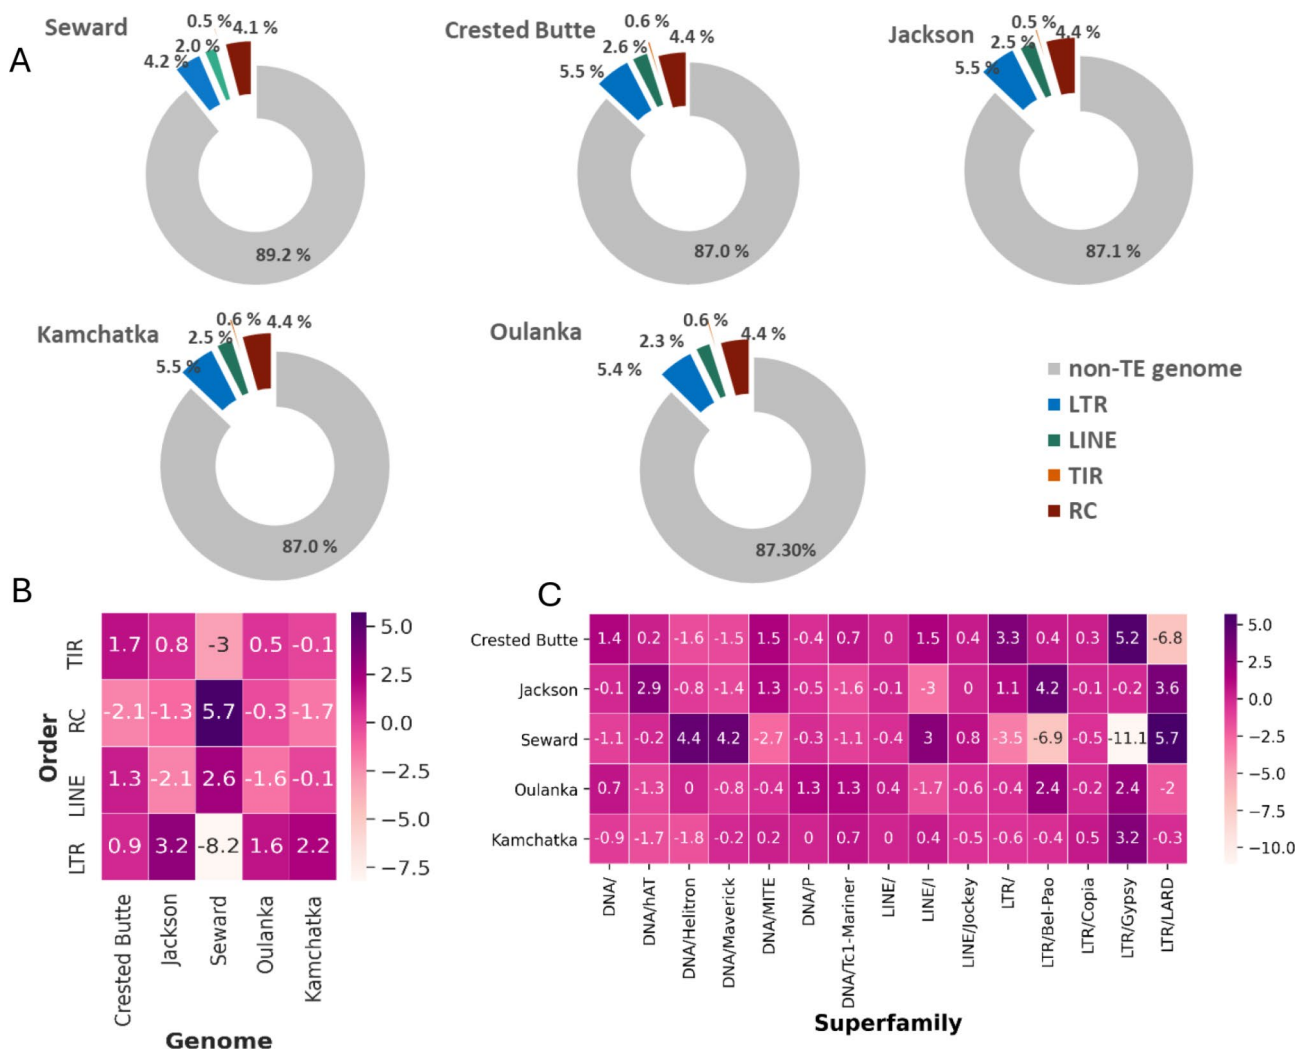 A
Seward
0.5 %
4.1 %
2.0 %
4.2 %
89.2 %
Crested Butte
0.6 %
4.4 %
2.6 %
5.5 %
87.0 %
Jackson
0.5 %
4.4 %
2.5 %
5.5 %
87.1 %
Kamchatka
0.6 %
4.4 %
2.5 %
5.5 %
87.0 %
Oulanka
0.6 %
4.4 %
2.3 %
5.4 %
87.30%
non-TE genome
LTR
LINE
TIR
RC
B
Order
TIR 1.7 0.8 -3 0.5 -0.1
RC -2.1 -1.3 5.7 -0.3 -1.7
LINE 1.3 -2.1 2.6 -1.6 -0.1
LTR 0.9 3.2 -8.2 1.6 2.2
Crested Butte Jackson Seward Oulanka Kamchatka
Genome
5.0
2.5
0.0
-2.5
-5.0
-7.5
C
Crested Butte 1.4 0.2 -1.6 -1.5 1.5 -0.4 0.7 0 1.5 0.4 3.3 0.4 0.3 5.2 -6.8
Jackson -0.1 2.9 -0.8 -1.4 1.3 -0.5 -1.6 -0.1 -3 0 1.1 4.2 -0.1 -0.2 3.6
Seward -1.1 -0.2 4.4 4.2 -2.7 -0.3 -1.1 -0.4 3 0.8 -3.5 -6.9 -0.5 -11.1 5.7
Oulanka 0.7 -1.3 0 -0.8 -0.4 1.3 1.3 0.4 -1.7 -0.6 -0.4 2.4 -0.2 2.4 -2
Kamchatka -0.9 -1.7 -1.8 -0.2 0.2 0 0.7 0 0.4 -0.5 -0.6 -0.4 0.5 3.2 -0.3
DNA/ DNA/hAT DNA/Helitron DNA/Maverick DNA/MITE DNA/P DNA/Tc1-Mariner LINE/ LINE/I LINE/Jockey LTR/ LTR/Bel-Pao LTR/Copia LTR/Gypsy LTR/LARD
Superfamily
5.0
2.5
0.0
-2.5
-5.0
-7.5
-10.0